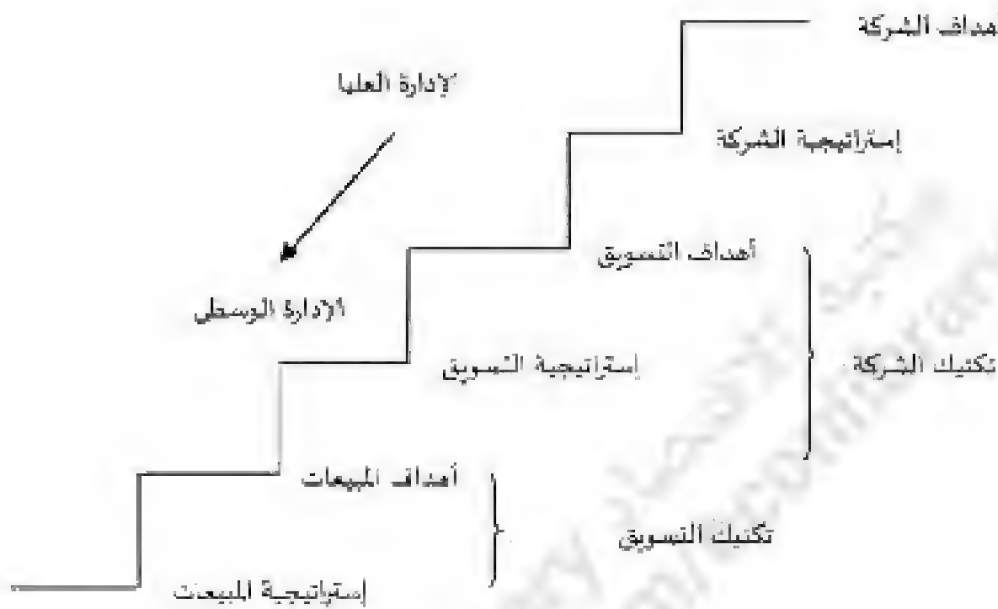 أهداف الشركة
الإدارة العليا
إستراتيجية الشركة
أهداف التسويق
الإدارة الوسطى
إستراتيجية التسويق
تكتيك الشركة
أهداف المبيعات
تكتيك التسويق
إستراتيجية المبيعات